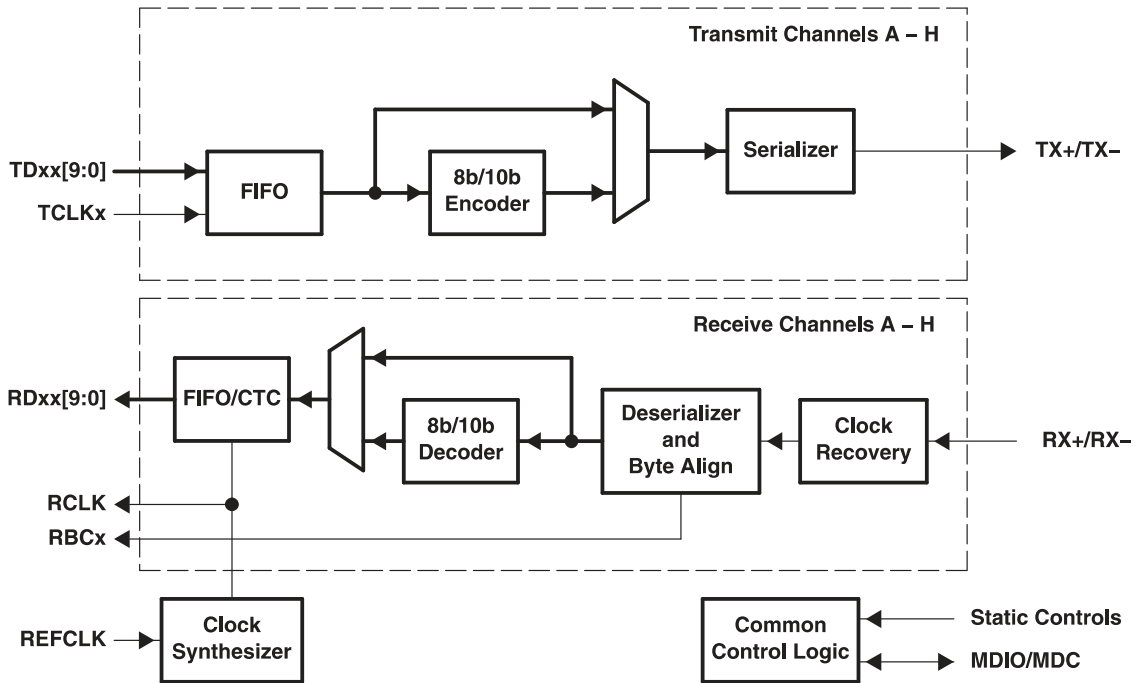 Transmit Channels A – H
TDxx[9:0]
TCLKx
FIFO
8b/10b
Encoder
Serializer
TX+/TX–
Receive Channels A – H
RDxx[9:0]
FIFO/CTC
8b/10b
Decoder
Deserializer
and
Byte Align
Clock
Recovery
RX+/RX–
RCLK
RBCx
REFCLK
Clock
Synthesizer
Common
Control Logic
Static Controls
MDIO/MDC